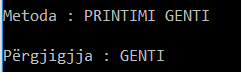 Metoda : PRINTIMI GENTI
Përgjigjja : GENTI